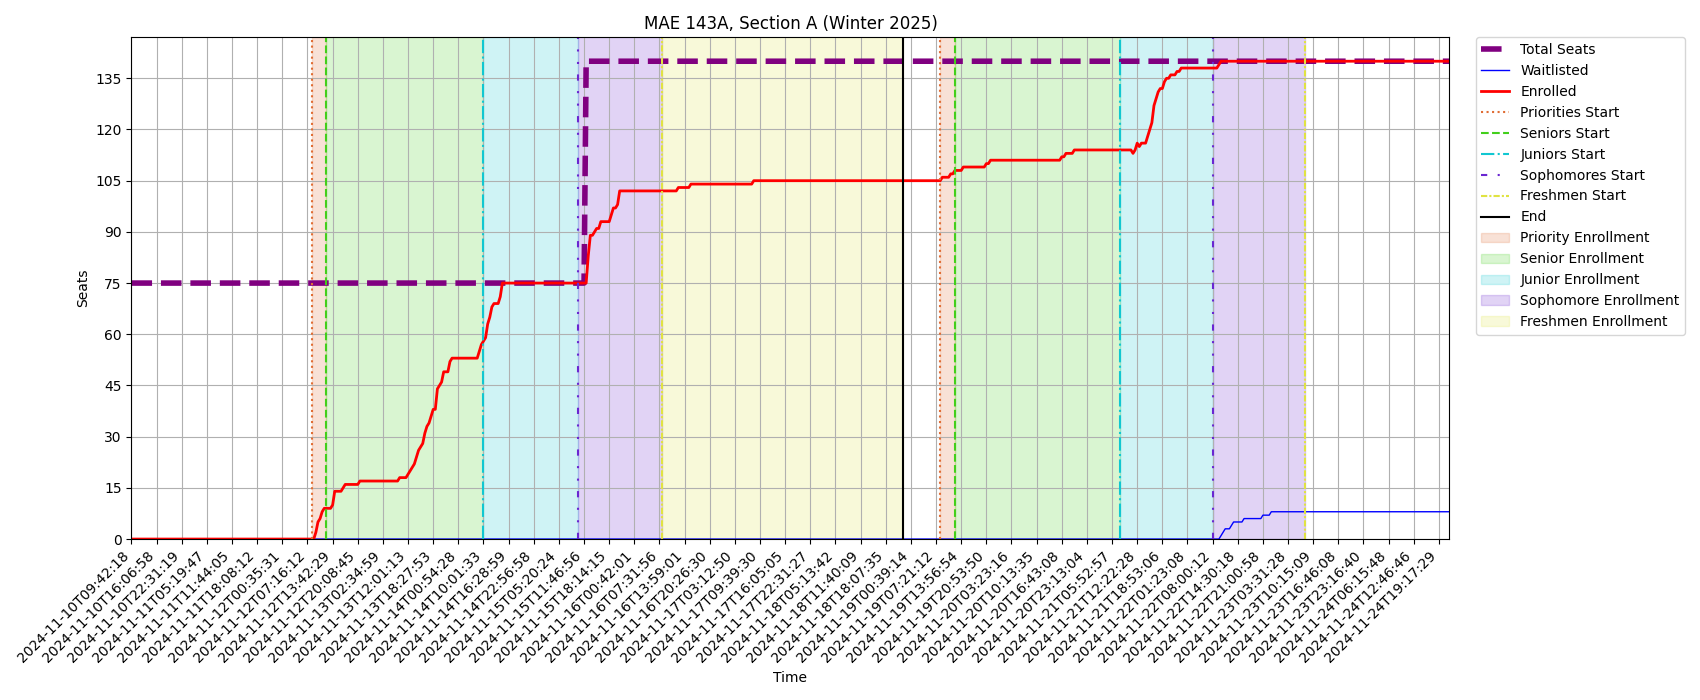 MAE 143A, Section A (Winter 2025)
Seats
135
120
105
90
75
60
45
30
15
0
2024-11-10T09:42:18
2024-11-10T16:06:58
2024-11-10T22:31:19
2024-11-11T05:19:47
2024-11-11T11:44:05
2024-11-11T18:08:12
2024-11-12T00:35:31
2024-11-12T07:16:12
2024-11-12T13:42:29
2024-11-12T20:08:45
2024-11-13T02:34:59
2024-11-13T12:01:13
2024-11-13T18:27:53
2024-11-14T00:54:28
2024-11-14T10:01:33
2024-11-14T16:28:59
2024-11-14T22:56:58
2024-11-15T05:20:24
2024-11-15T11:46:56
2024-11-15T18:14:15
2024-11-16T00:42:01
2024-11-16T07:31:56
2024-11-16T13:59:01
2024-11-16T20:26:30
2024-11-17T03:12:50
2024-11-17T09:39:30
2024-11-17T16:05:05
2024-11-17T22:31:27
2024-11-18T05:13:42
2024-11-18T11:40:09
2024-11-18T18:07:35
2024-11-19T00:39:14
2024-11-19T07:21:12
2024-11-19T13:56:54
2024-11-19T20:53:50
2024-11-20T03:23:16
2024-11-20T10:13:35
2024-11-20T16:43:08
2024-11-20T23:13:04
2024-11-21T05:52:57
2024-11-21T12:22:28
2024-11-21T18:53:06
2024-11-22T01:23:08
2024-11-22T08:00:12
2024-11-22T14:30:18
2024-11-22T21:00:58
2024-11-23T03:31:28
2024-11-23T10:15:09
2024-11-23T16:46:08
2024-11-23T23:16:40
2024-11-24T06:15:48
2024-11-24T12:46:46
2024-11-24T19:17:29
Time
Total Seats
Waitlisted
Enrolled
Priorities Start
Seniors Start
Juniors Start
Sophomores Start
Freshmen Start
End
Priority Enrollment
Senior Enrollment
Junior Enrollment
Sophomore Enrollment
Freshmen Enrollment